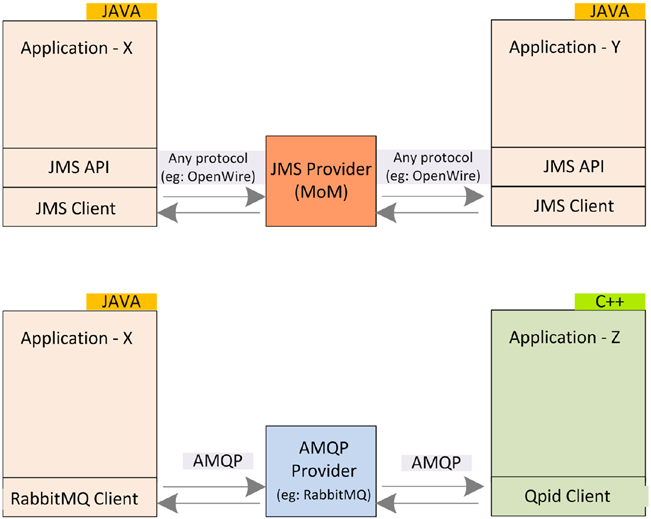 JAVA
JAVA
Application - X
Application - Y
Any protocol
(eg: OpenWire)
Any protocol
(eg: OpenWire)
JMS API
JMS Provider
(MoM)
JMS API
JMS Client
JMS Client
JAVA
C++
Application - X
Application - Z
AMQP
AMQP
Provider
(eg: RabbitMQ)
AMQP
RabbitMQ Client
Qpid Client